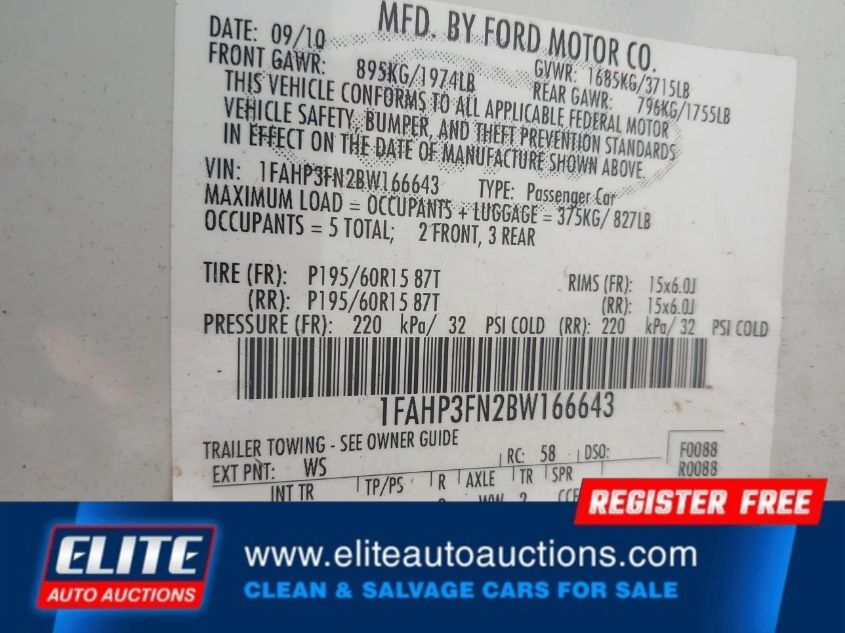 MFD. BY FORD MOTOR CO.
DATE: 09/10 GVWR: 1685KG/3715LB
FRONT GAWR: 895KG/1974LB REAR GAWR: 796KG/1755LB
THIS VEHICLE CONFORMS TO ALL APPLICABLE FEDERAL MOTOR
VEHICLE SAFETY, BUMPER, AND THEFT PREVENTION STANDARDS
IN EFFECT ON THE DATE OF MANUFACTURE SHOWN ABOVE.
VIN: 1FAHP3FN2BW166643 TYPE: Passenger Car
MAXIMUM LOAD = OCCUPANTS + LUGGAGE = 375KG/ 827LB
OCCUPANTS = 5 TOTAL; 2 FRONT, 3 REAR
TIRE (FR): P195/60R15 87T RIMS (FR): 15x6.0J
(RR): P195/60R15 87T (RR): 15x6.0J
PRESSURE (FR): 220 kPa/ 32 PSI COLD (RR): 220 kPa/ 32 PSI COLD
1FAHP3FN2BW166643
TRAILER TOWING - SEE OWNER GUIDE
EXT PNT: WS RC: 58 DSO: F0088
R0088
INT TR TP/PS R AXLE TR SPR
REGISTER FREE
ELITE
AUTO AUCTIONS
www.eliteautoauctions.com
CLEAN & SALVAGE CARS FOR SALE